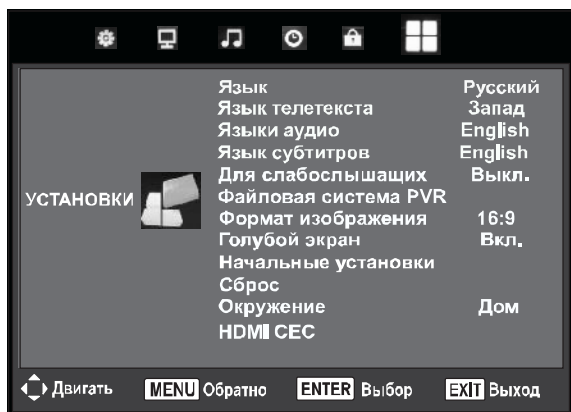 Язык Русский
Язык телетекста Запад
Языки аудио English
Язык субтитров English
Для слабослышащих Выкл.
УСТАНОВКИ
Файловая система PVR
Формат изображения 16:9
Голубой экран Вкл.
Начальные установки
Сброс
Окружение Дом
HDMI CEC
Двигать MENU Обратно ENTER Выбор EXIT Выход